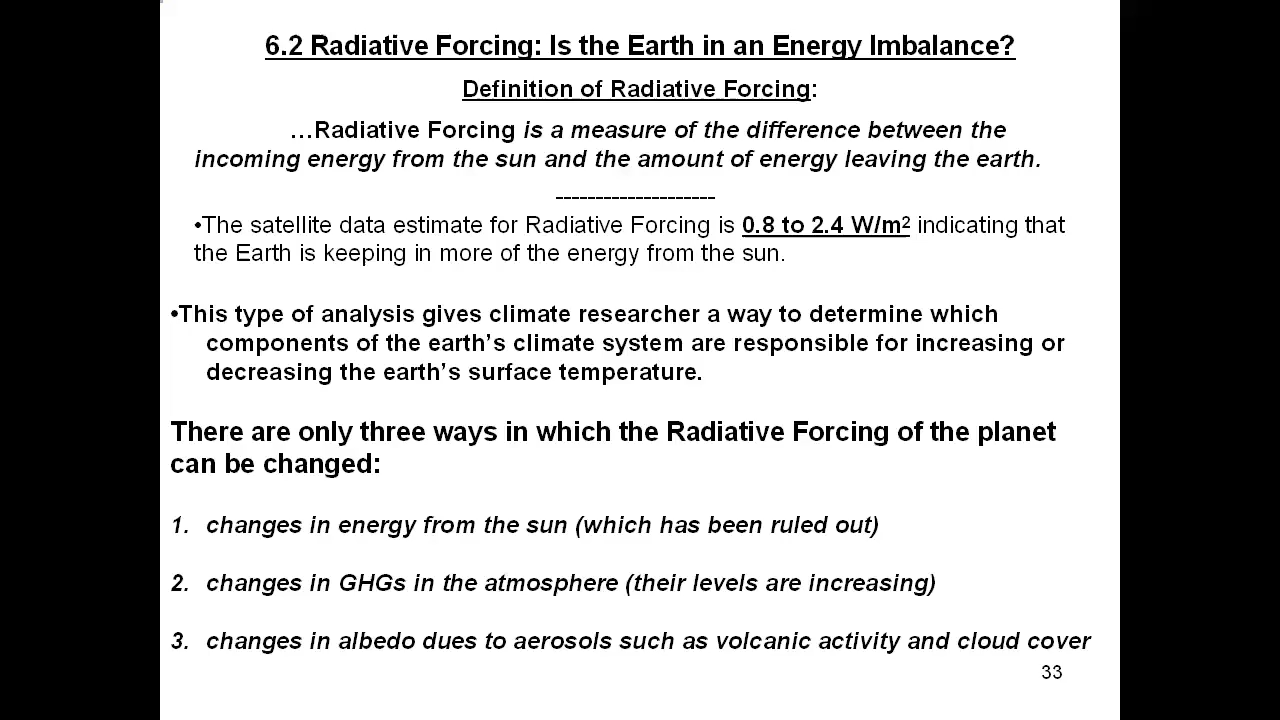 6.2 Radiative Forcing: Is the Earth in an Energy Imbalance?
Definition of Radiative Forcing:
…Radiative Forcing is a measure of the difference between the
incoming energy from the sun and the amount of energy leaving the earth.
--------------------
•The satellite data estimate for Radiative Forcing is 0.8 to 2.4 W/m² indicating that
the Earth is keeping in more of the energy from the sun.
•This type of analysis gives climate researcher a way to determine which
components of the earth’s climate system are responsible for increasing or
decreasing the earth’s surface temperature.
There are only three ways in which the Radiative Forcing of the planet
can be changed:
1. changes in energy from the sun (which has been ruled out)
2. changes in GHGs in the atmosphere (their levels are increasing)
3. changes in albedo dues to aerosols such as volcanic activity and cloud cover
33